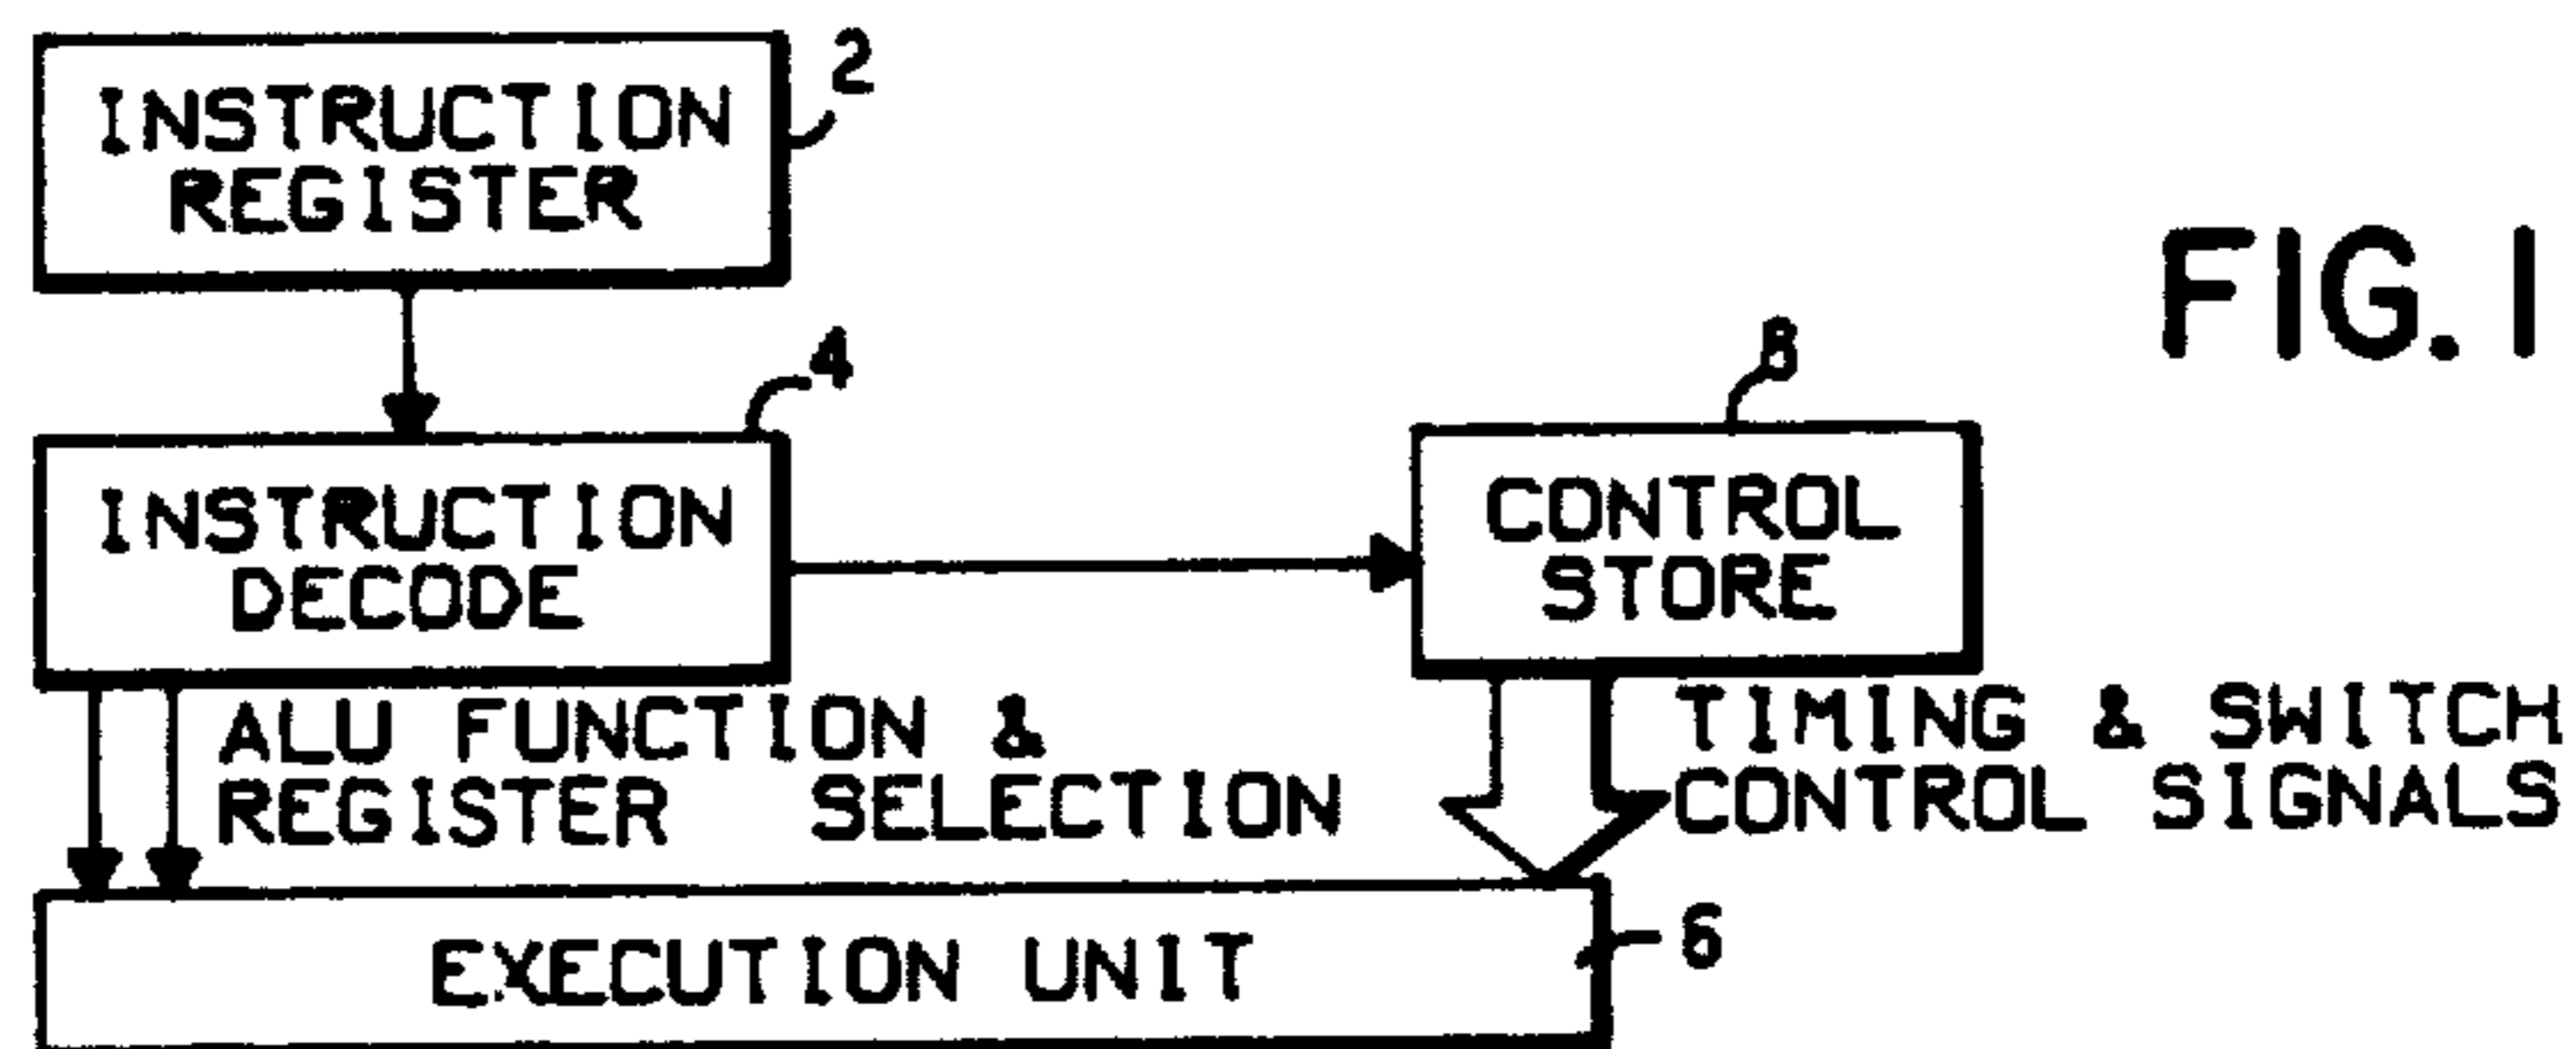 INSTRUCTION
REGISTER
2
FIG. 1
INSTRUCTION
DECODE
4
CONTROL
STORE
8
ALU FUNCTION &
REGISTER SELECTION
TIMING & SWITCH
CONTROL SIGNALS
EXECUTION UNIT
6